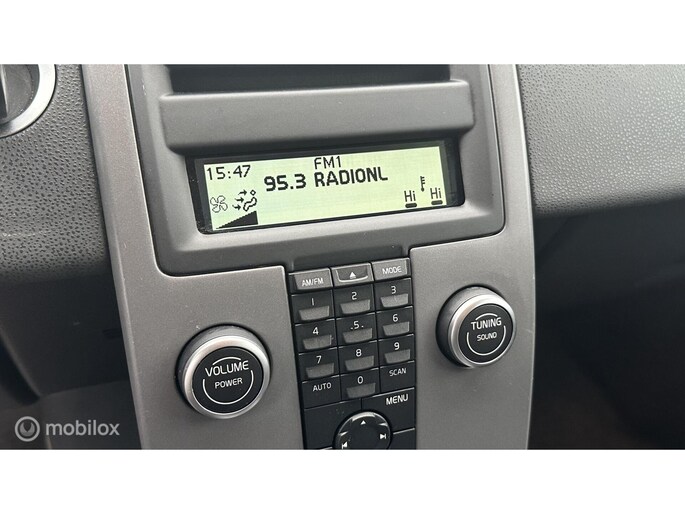 FM1
15:47
95.3 RADIONL
Hi Hi
AM/FM MODE
1 2 3
4 .5. 6
7 8 9
AUTO 0 SCAN
MENU
VOLUME
POWER
TUNING
SOUND
mobilox